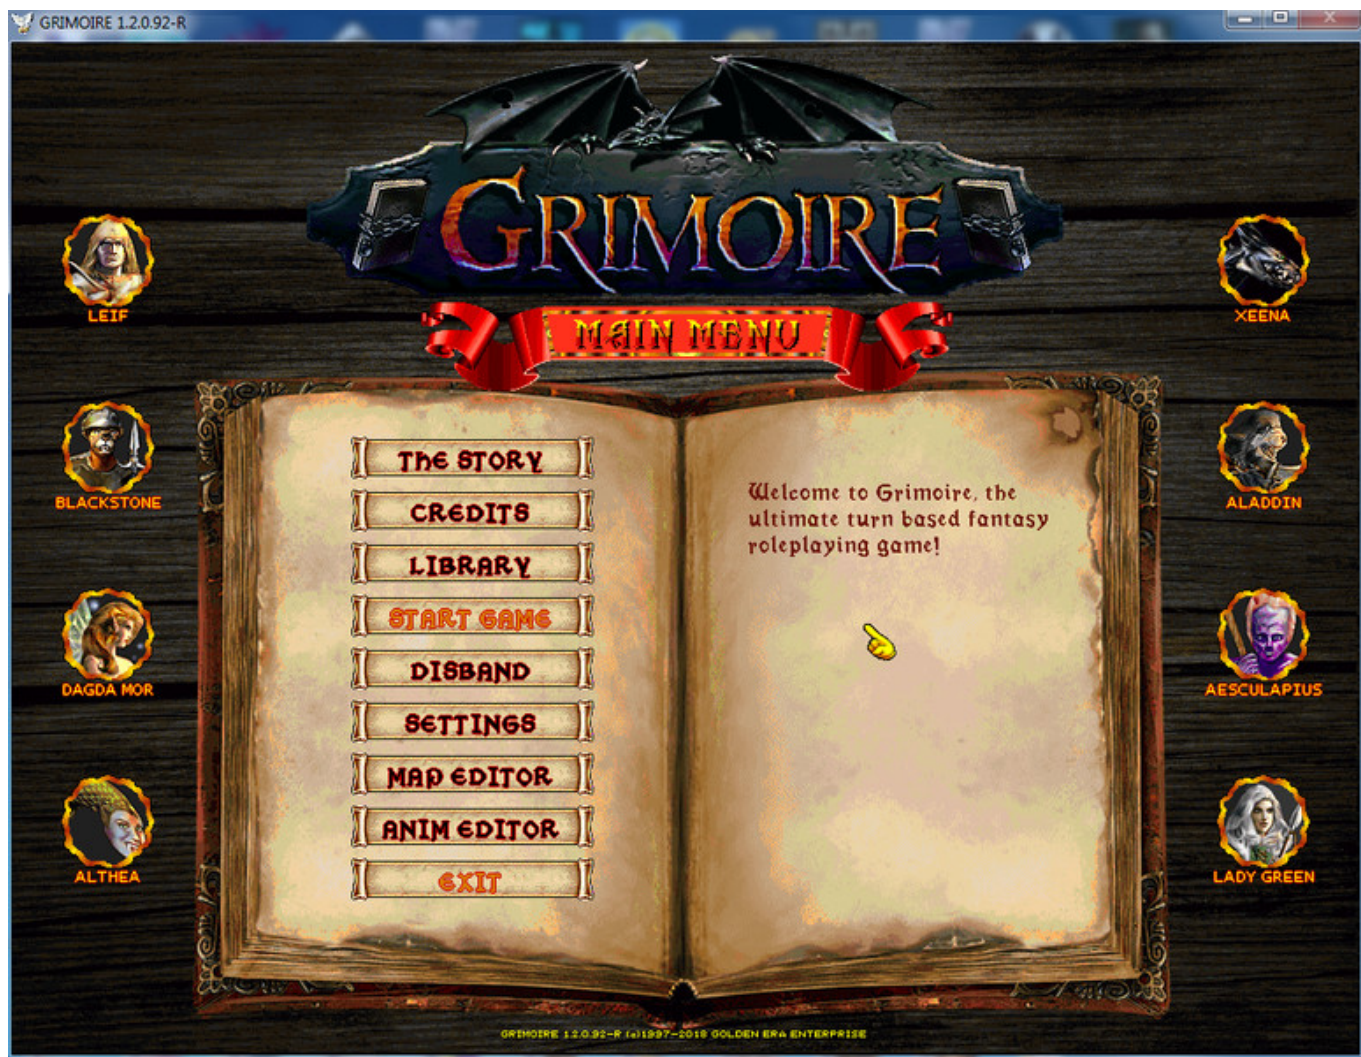 GRIMOIRE 1.2.0.92-R
GRIMOIRE
MAIN MENU
LEIF
BLACKSTONE
DAGDA MOR
ALTHEA
THE STORY
CREDITS
LIBRARY
START GAME
DISBAND
SETTINGS
MAP EDITOR
ANIM EDITOR
EXIT
Welcome to Grimoire, the
ultimate turn based fantasy
roleplaying game!
XEENA
ALADDIN
AESCULAPIUS
LADY GREEN
GRIMOIRE 1.2.0.92-R (c)1997-2018 GOLDEN ERA ENTERPRISE